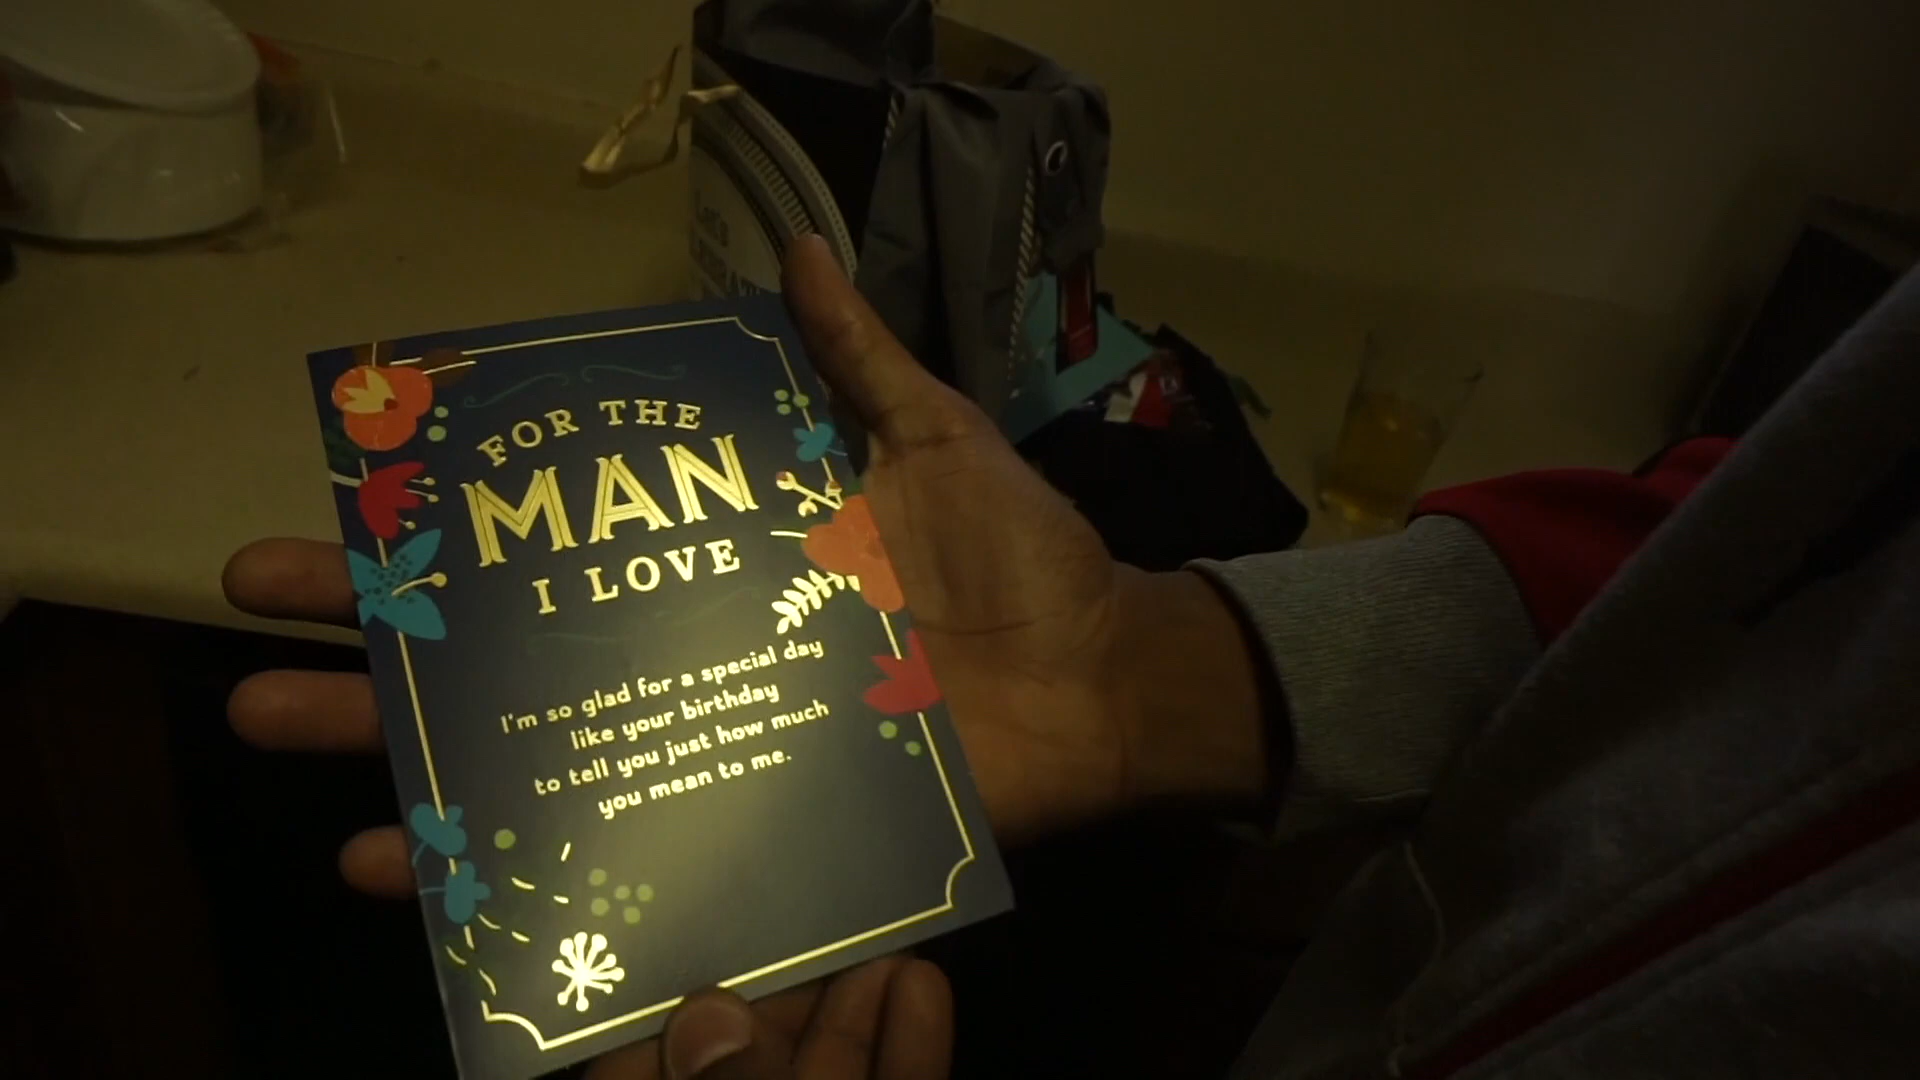 Let's
FOR THE
MAN
I LOVE
I'm so glad for a special day
like your birthday
to tell you just how much
you mean to me.